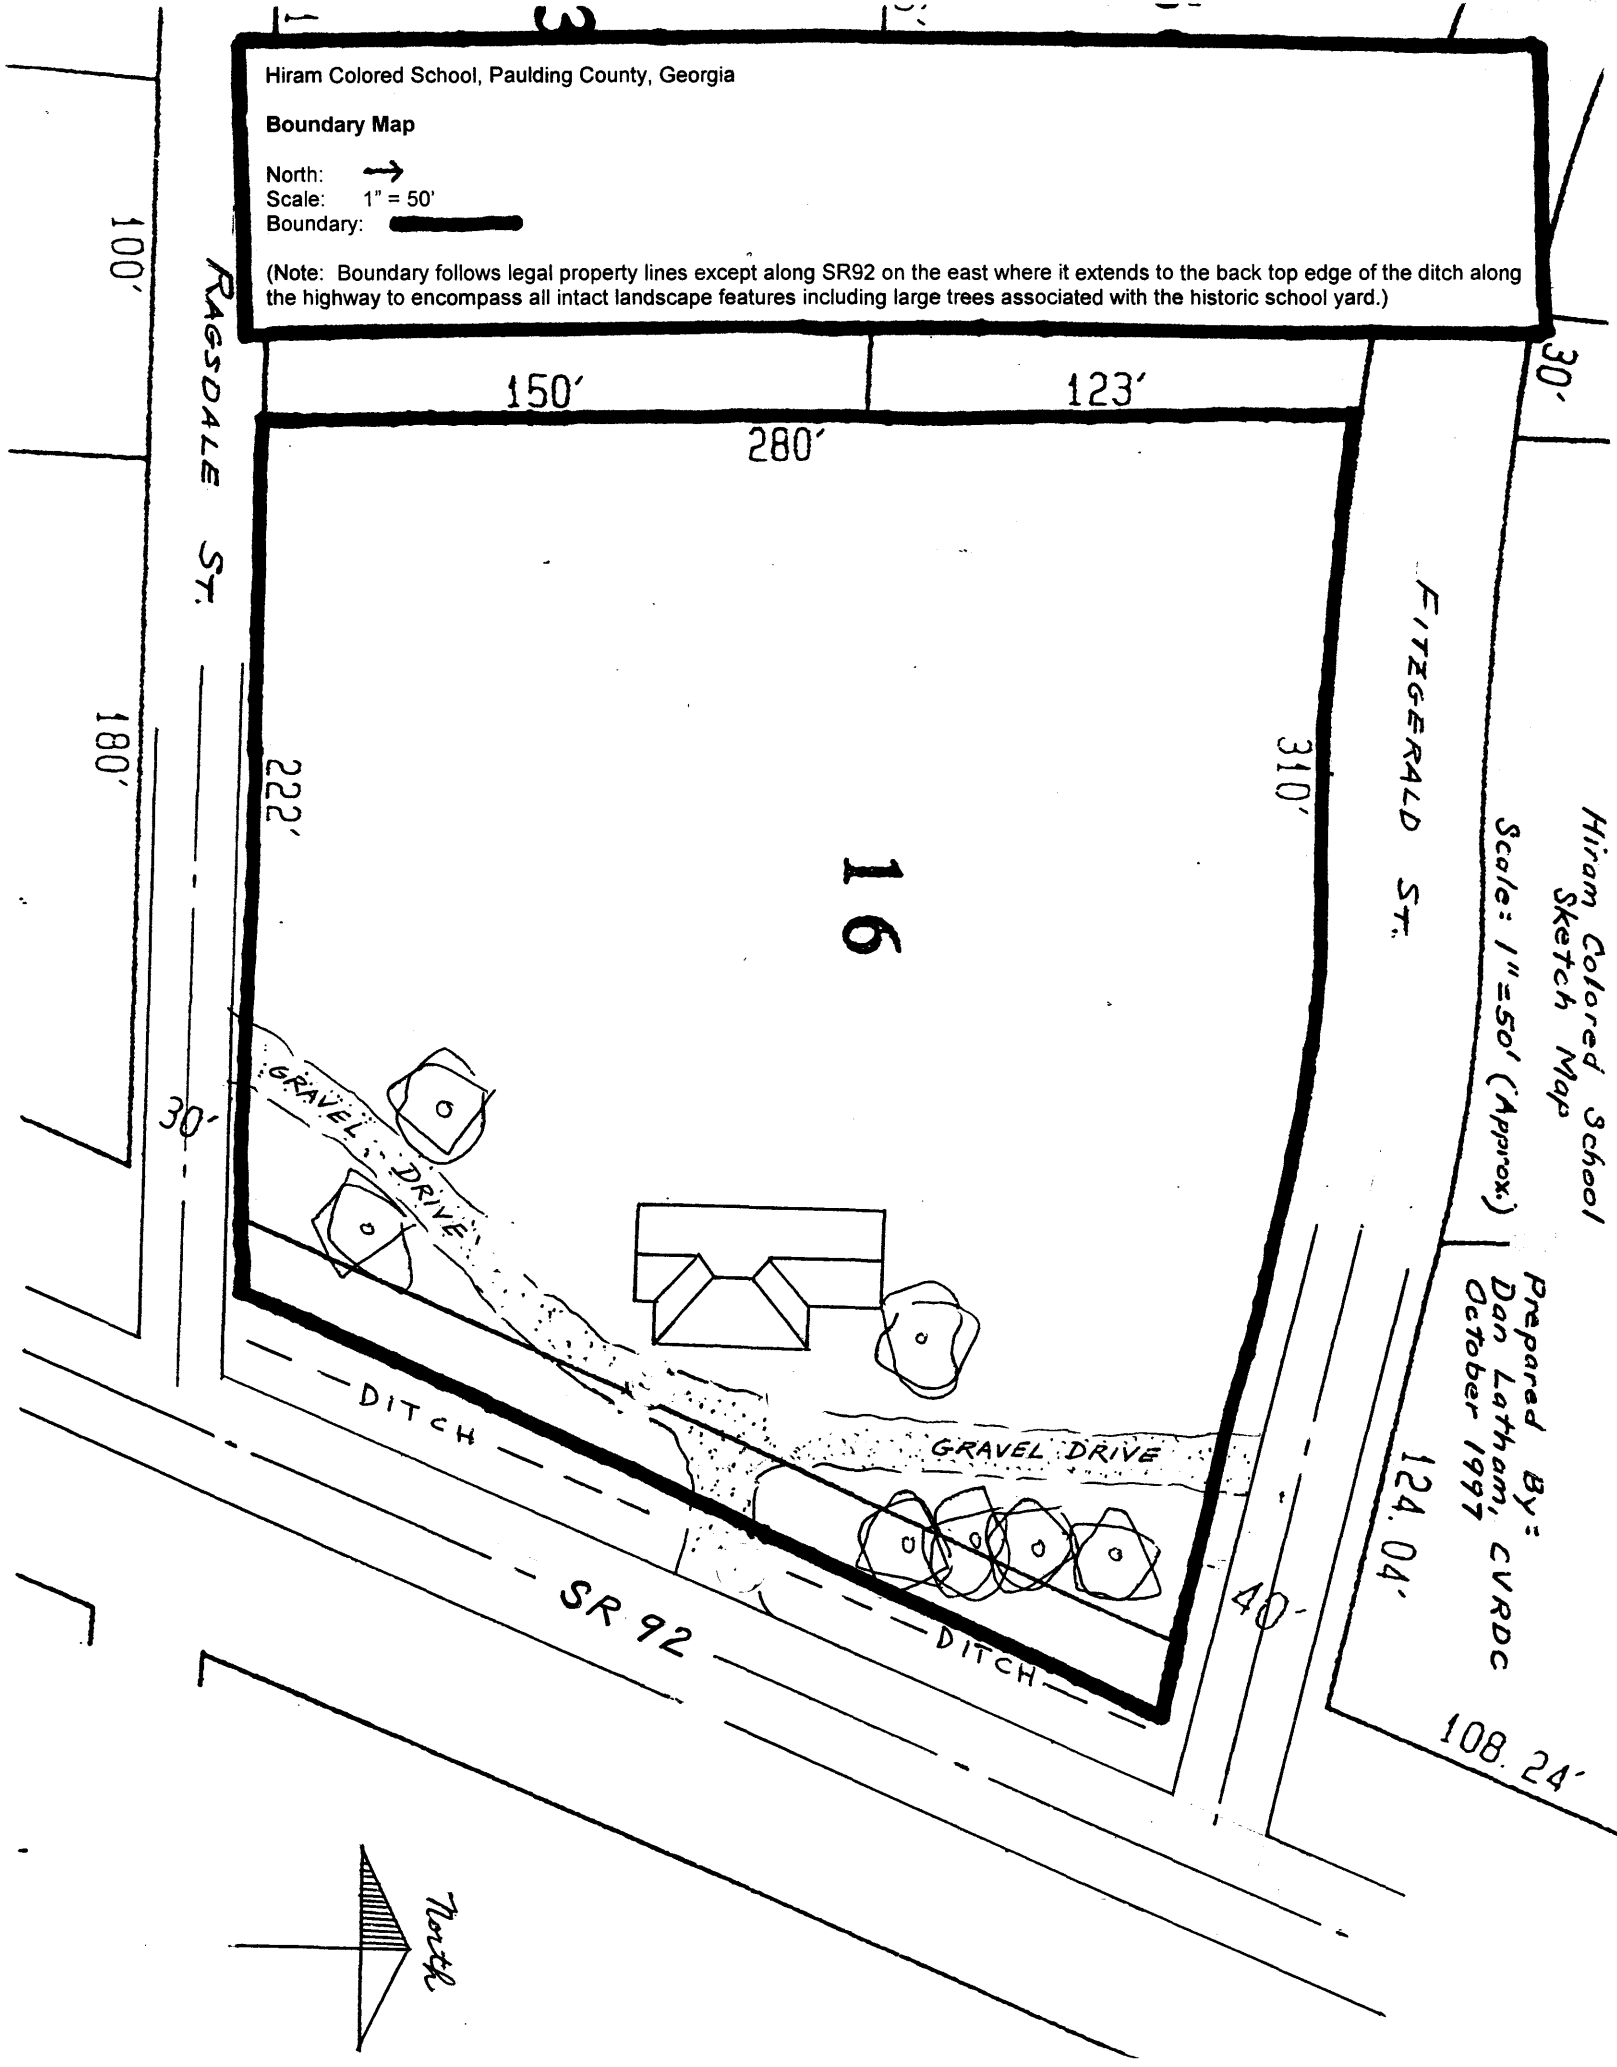 3
Hiram Colored School, Paulding County, Georgia
Boundary Map
North:
Scale: 1" = 50'
Boundary:
(Note: Boundary follows legal property lines except along SR92 on the east where it extends to the back top edge of the ditch along
the highway to encompass all intact landscape features including large trees associated with the historic school yard.)
100'
RAGSDALE ST.
150'
123'
30'
280'
FITZGERALD ST.
180'
222'
310'
16
Hiram Colored School
Sketch Map
Scale: 1"=50' (Approx.)
GRAVEL DRIVE
30'
Prepared By:
Dan Latham, CVRDC
October 1997
DITCH
GRAVEL DRIVE
124.04'
SR 92
DITCH
40'
108.24'
North